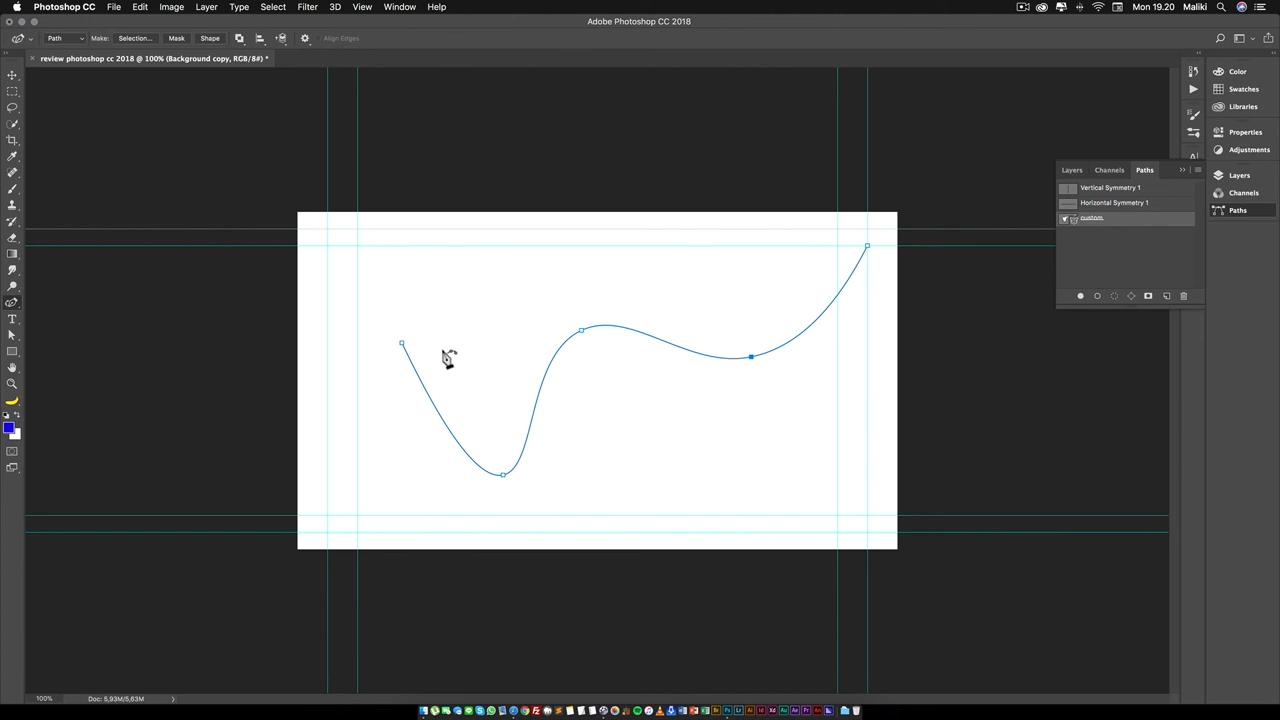 Photoshop CC File Edit Image Layer Type Select Filter 3D View Window Help Mon 19.20 Maliki
Adobe Photoshop CC 2018
Path Make: Selection... Mask Shape Align Edges
review photoshop cc 2018 @ 100% (Background copy, RGB/8#) *
Color
Swatches
Libraries
Properties
Adjustments
Layers
Channels
Paths
Layers Channels Paths
Vertical Symmetry 1
Horizontal Symmetry 1
custom
100% Doc: 5,93M/5,63M